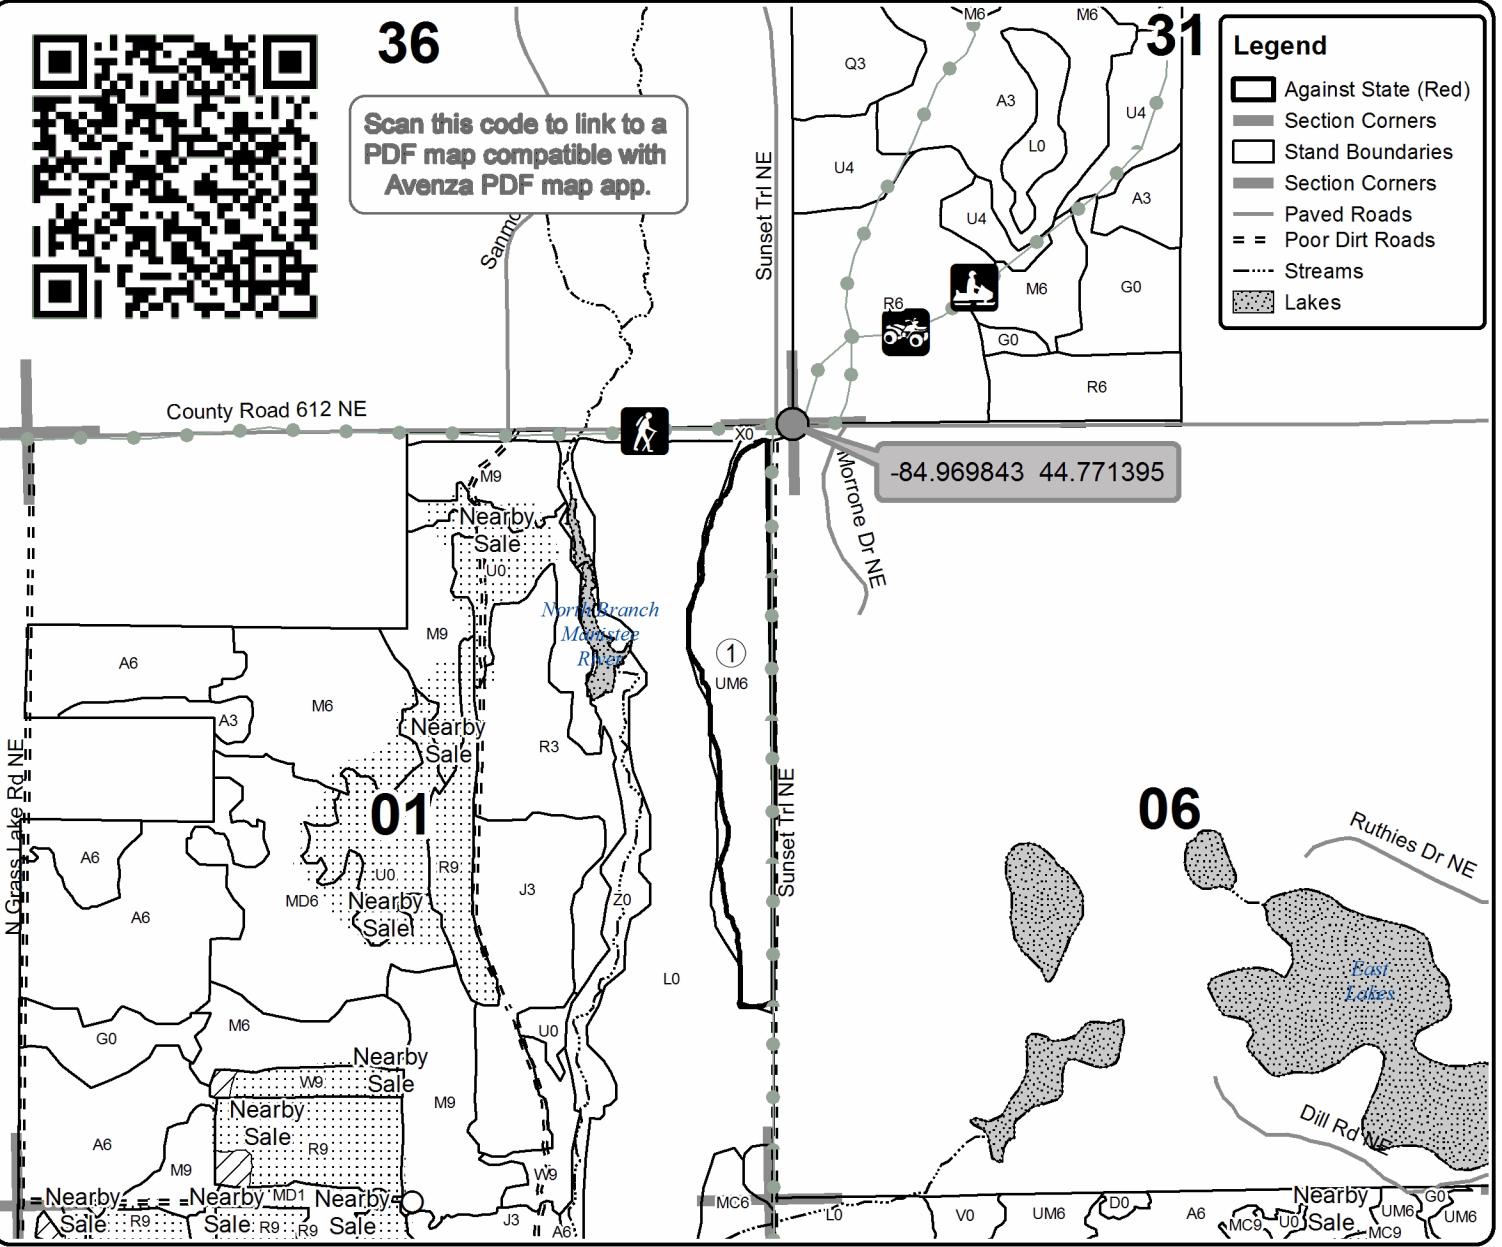 36
31
M6
M6
Q3
A3
U4
L0
U4
A3
U4
M6
G0
R6
G0
R6
Scan this code to link to a
PDF map compatible with
Avenza PDF map app.
Legend
Against State (Red)
Section Corners
Stand Boundaries
Section Corners
Paved Roads
Poor Dirt Roads
Streams
Lakes
Sunset Trl NE
County Road 612 NE
X0
-84.969843 44.771395
Morrone Dr NE
M9
Nearby
Sale
U0
North Branch
Manistee
River
M9
1
UM6
A6
M6
A3
Nearby
Sale
R3
N Grass Lake Rd NE
Sunset Trl NE
01
06
Ruthies Dr NE
A6
U0
R9
J3
MD6
Nearby
Sale
Z0
A6
L0
East
Lakes
M6
G0
U0
Nearby
Sale
W9
M9
Nearby
Sale
R9
Dill Rd NE
A6
M9
W9
Nearby
Sale
Nearby
Sale
MD1
Nearby
Sale
R9
R9
R9
J3
A6
MC6
L0
V0
UM6
D0
A6
MC9
U0
Nearby
Sale
UM6
MC9
G0
UM6